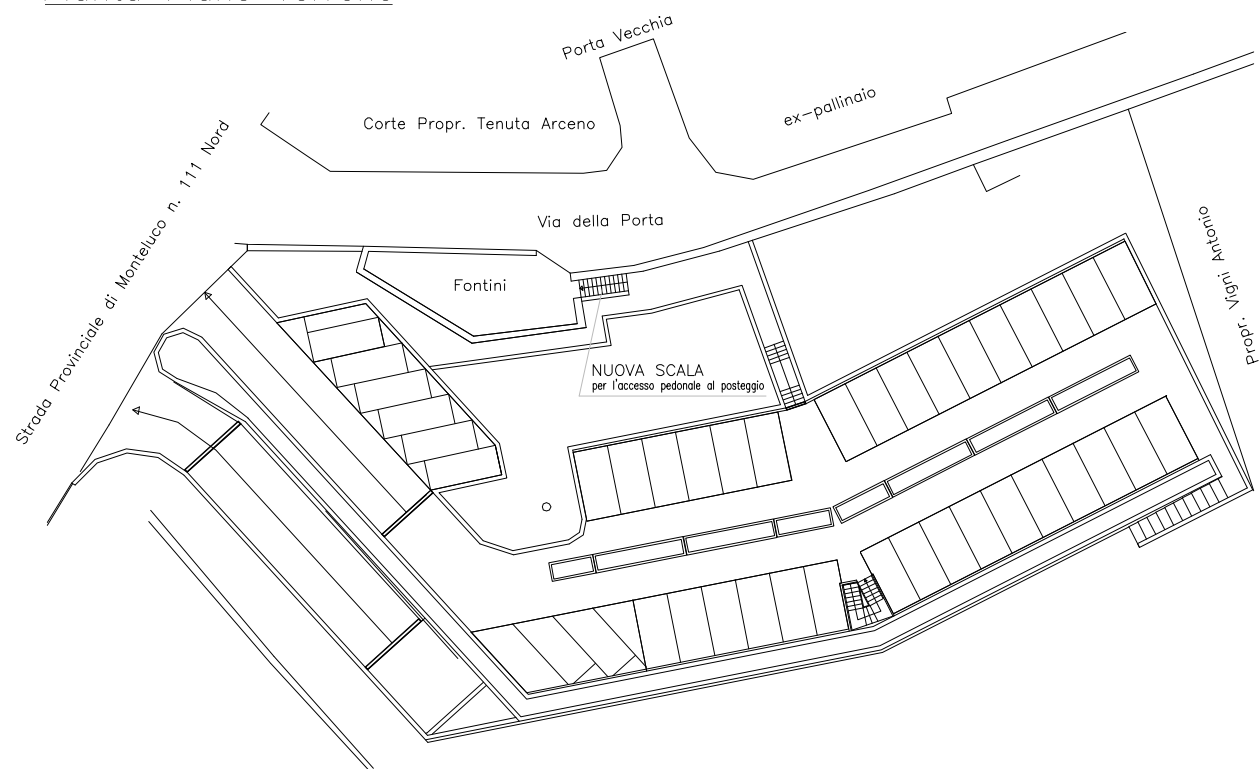 Porta Vecchia
ex-pallinaio
Corte Propr. Tenuta Arceno
Strada Provinciale di Monteluco n. 111 Nord
Via della Porta
Propr. Vigni Antonio
Fontini
NUOVA SCALA
per l'accesso pedonale al posteggio